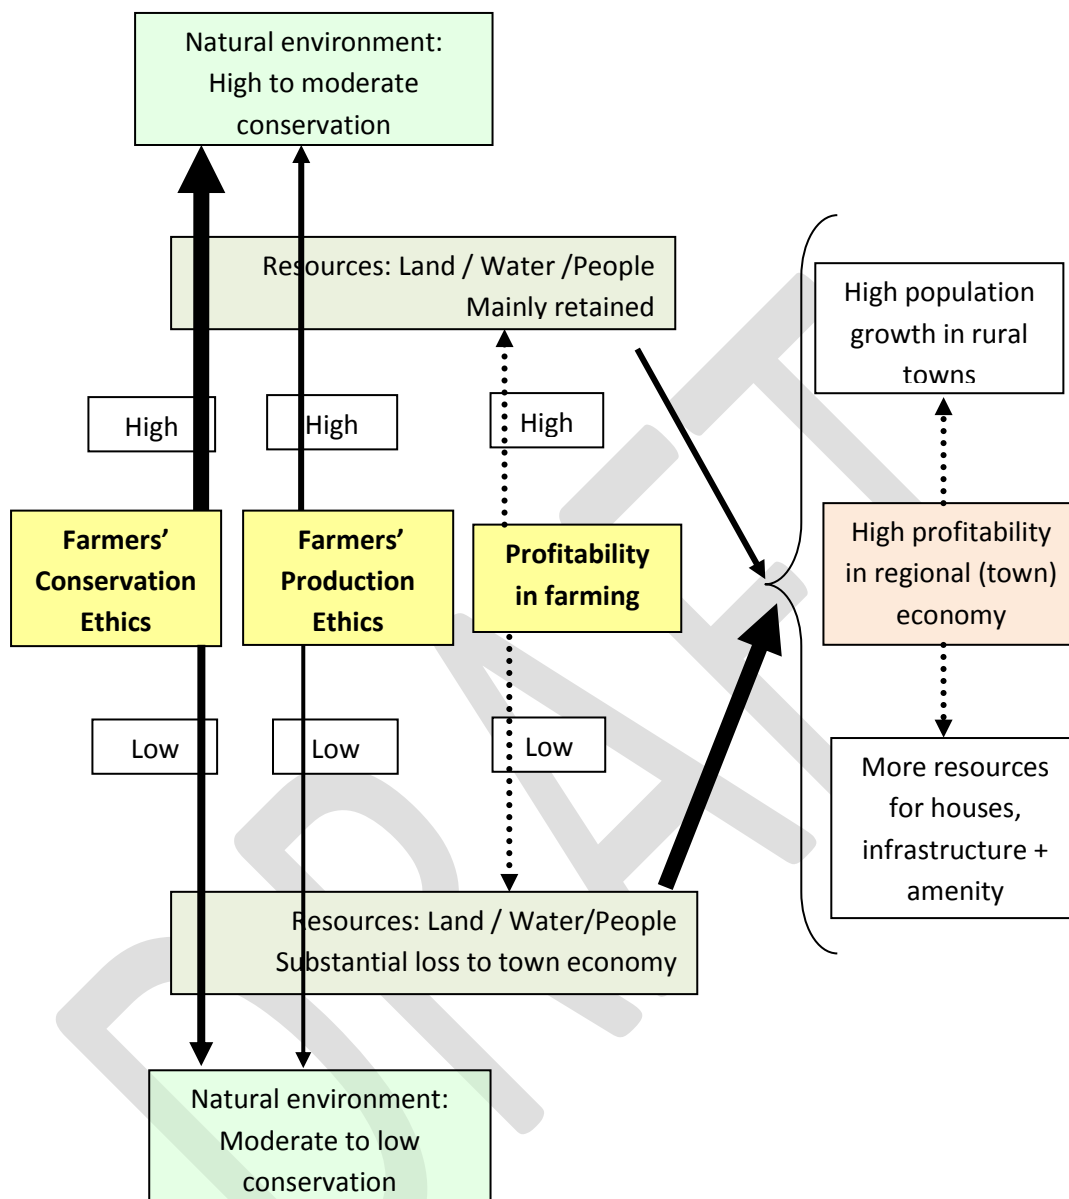 Natural environment:
High to moderate
conservation
Resources: Land / Water /People
Mainly retained
High population
growth in rural
towns
High
High
High
Farmers’
Conservation
Ethics
Farmers’
Production
Ethics
Profitability
in farming
High profitability
in regional (town)
economy
Low
Low
Low
More resources
for houses,
infrastructure +
amenity
Resources: Land / Water/People
Substantial loss to town economy
Natural environment:
Moderate to low
conservation
DRAFT